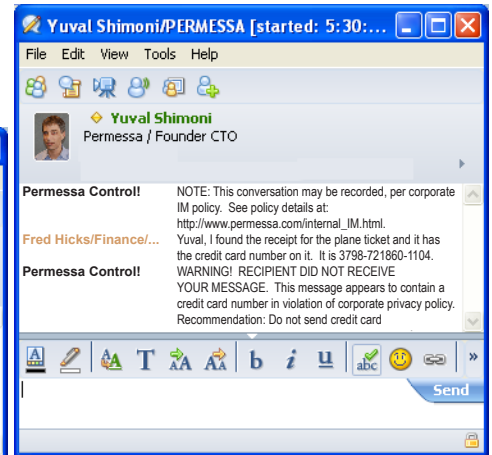 Yuval Shimoni/PERMESSA [started: 5:30:...
File Edit View Tools Help
Yuval Shimoni
Permessa / Founder CTO
Permessa Control! NOTE: This conversation may be recorded, per corporate
IM policy. See policy details at:
http://www.permessa.com/internal_IM.html.
Fred Hicks/Finance/... Yuval, I found the receipt for the plane ticket and it has
the credit card number on it. It is 3798-721860-1104.
Permessa Control! WARNING! RECIPIENT DID NOT RECEIVE
YOUR MESSAGE. This message appears to contain a
credit card number in violation of corporate privacy policy.
Recommendation: Do not send credit card
A A T A A b i u abc »
Send